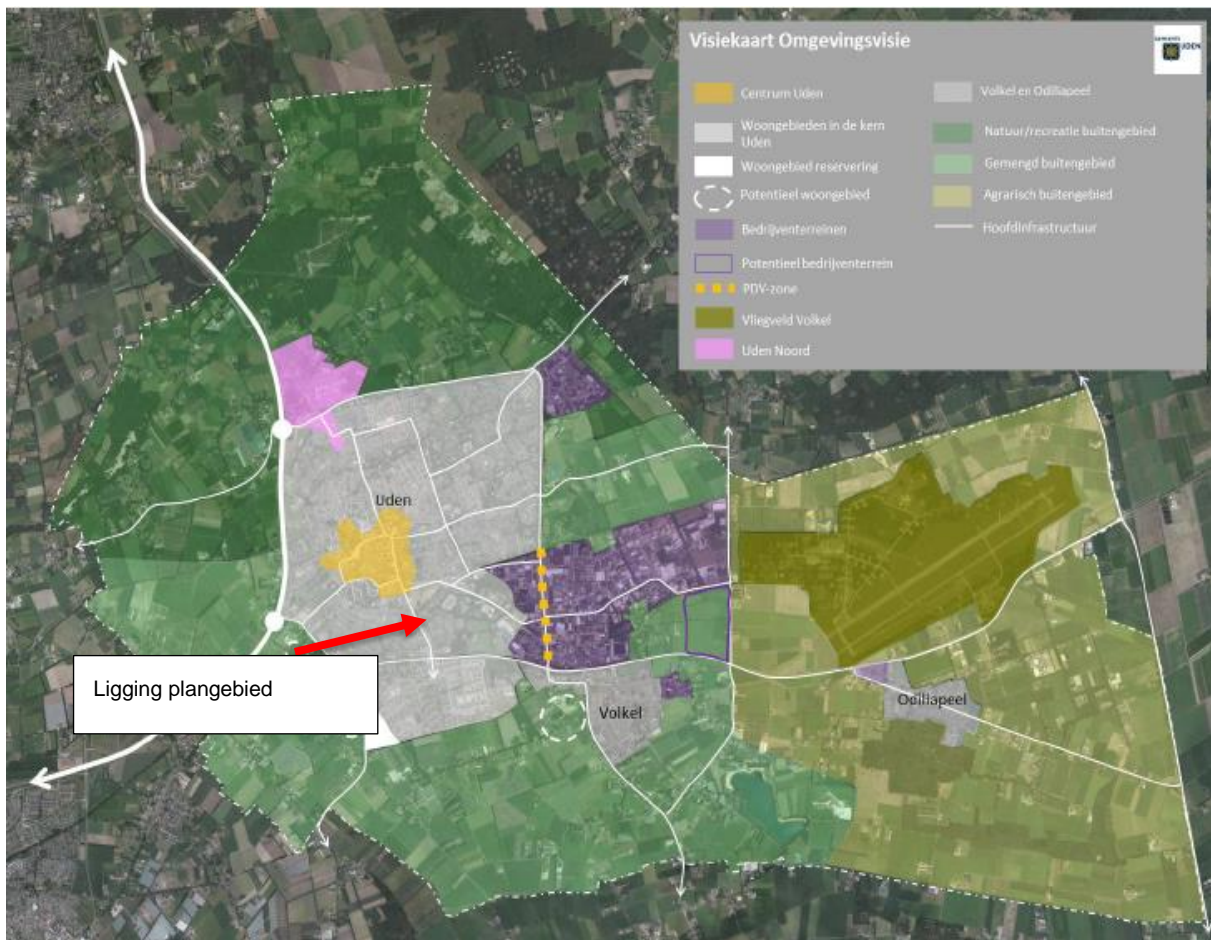 Visiekaart Omgevingsvisie
gemeente UDEN
Centrum Uden
Woongebieden in de kern
Uden
Woongebied reservering
Potentieel woongebied
Bedrijventerreinen
Potentieel bedrijventerrein
PDV-zone
Vliegveld Volkel
Uden Noord
Volkel en Odiliapeel
Natuur/recreatie buitengebied
Gemengd buitengebied
Agrarisch buitengebied
Hoofdinfrastructuur
Uden
Ligging plangebied
Volkel
Odiliapeel